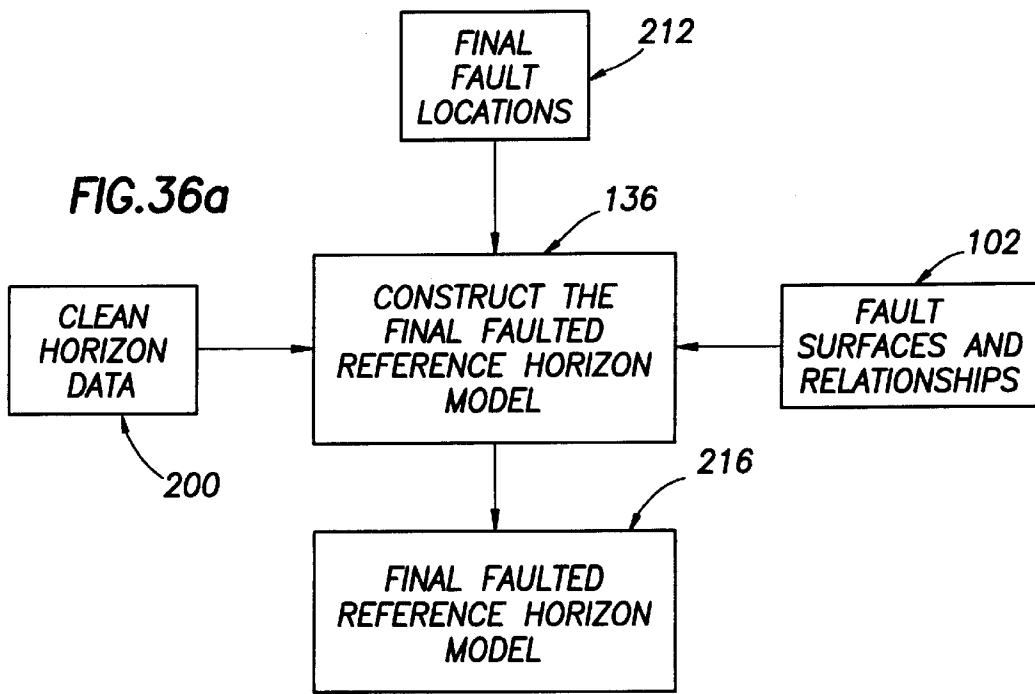 FINAL
FAULT
LOCATIONS
212
FIG.36a
136
102
CLEAN
HORIZON
DATA
CONSTRUCT THE
FINAL FAULTED
REFERENCE HORIZON
MODEL
FAULT
SURFACES AND
RELATIONSHIPS
200
216
FINAL FAULTED
REFERENCE HORIZON
MODEL